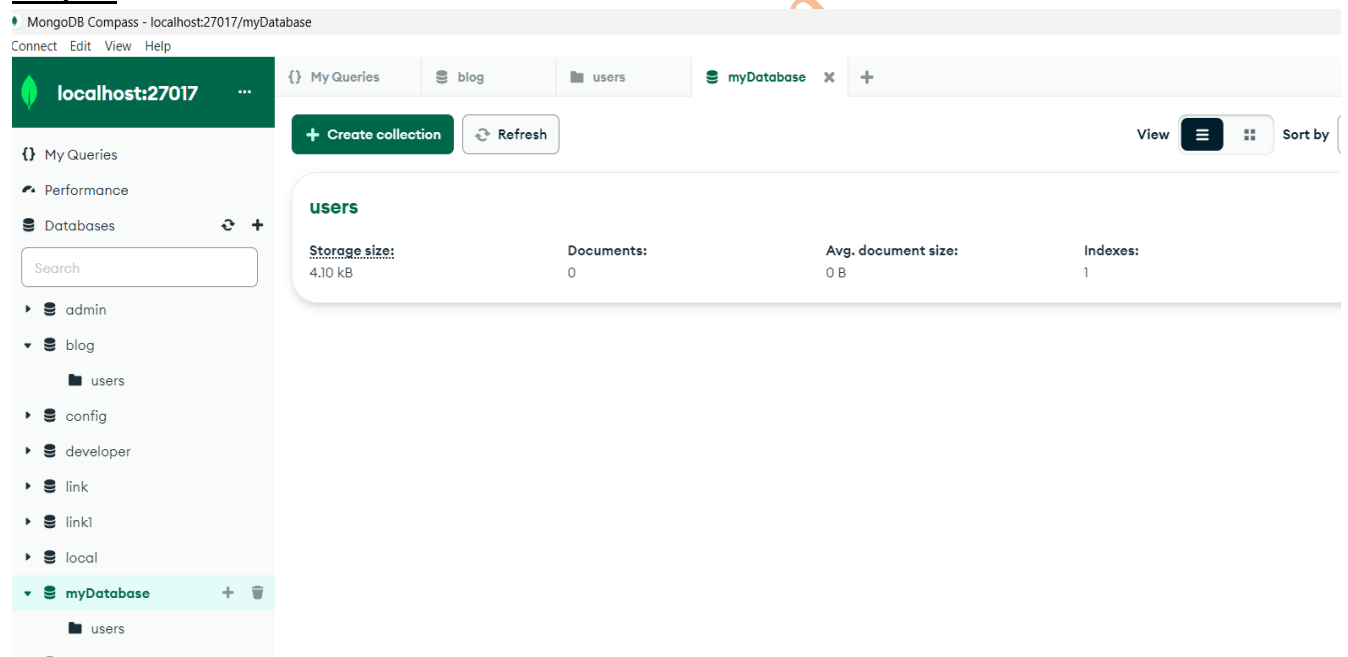 MongoDB Compass - localhost:27017/myDatabase
Connect Edit View Help
localhost:27017 ...
{} My Queries
Performance
Databases
Search
admin
blog
users
config
developer
link
link1
local
myDatabase
users
{} My Queries blog users myDatabase
Create collection Refresh View Sort by
users
Storage size: Documents: Avg. document size: Indexes:
4.10 kB 0 0 B 1